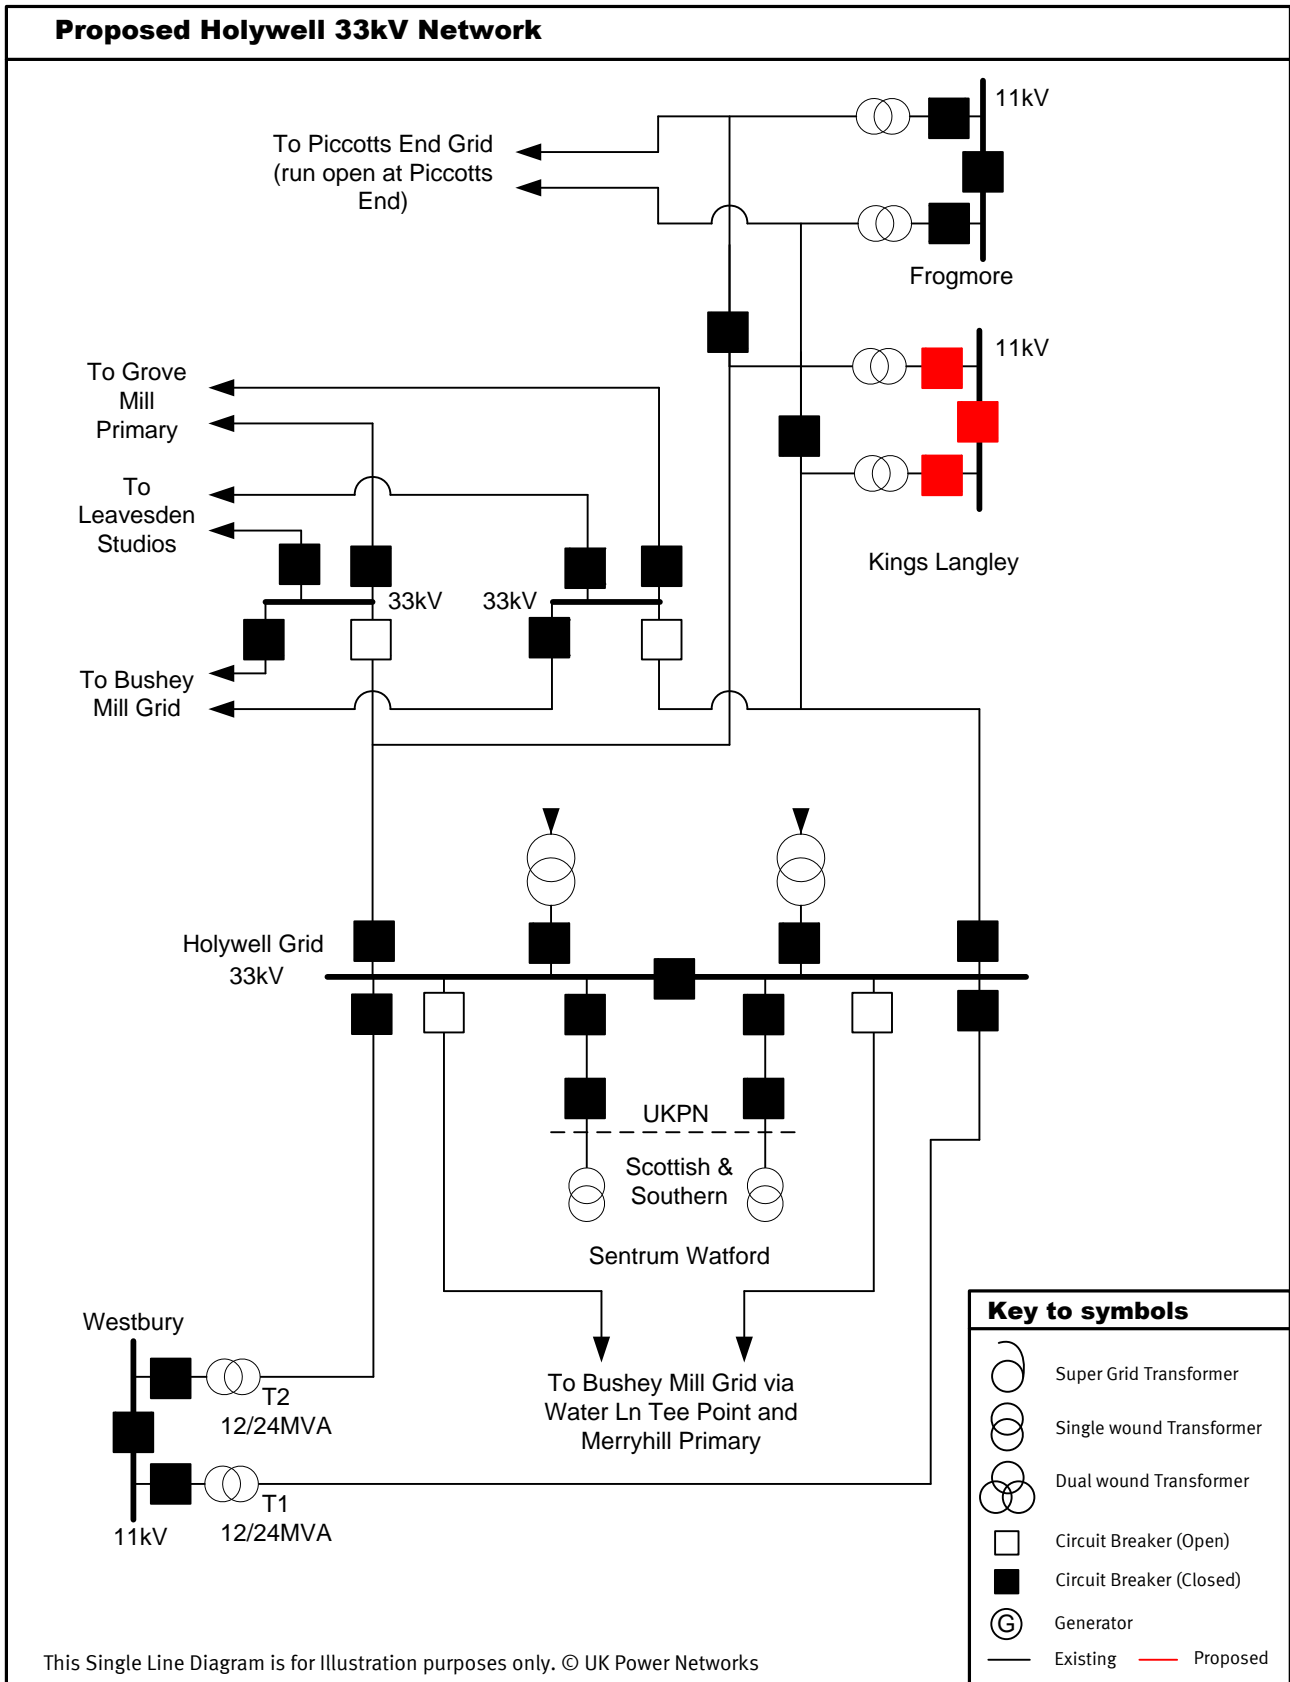 Proposed Holywell 33kV Network
11kV
To Piccotts End Grid
(run open at Piccotts
End)
Frogmore
11kV
To Grove
Mill
Primary
To
Leavesden
Studios
Kings Langley
33kV
33kV
To Bushey
Mill Grid
Holywell Grid
33kV
UKPN
Scottish &
Southern
Sentrum Watford
Westbury
T2
12/24MVA
T1
12/24MVA
11kV
To Bushey Mill Grid via
Water Ln Tee Point and
Merryhill Primary
Key to symbols
Super Grid Transformer
Single wound Transformer
Dual wound Transformer
Circuit Breaker (Open)
Circuit Breaker (Closed)
G
Generator
Existing
Proposed
This Single Line Diagram is for Illustration purposes only. © UK Power Networks